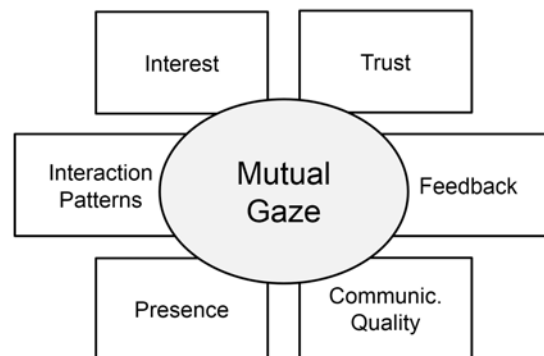 Interest
Trust
Interaction
Patterns
Mutual
Gaze
Feedback
Presence
Communic.
Quality